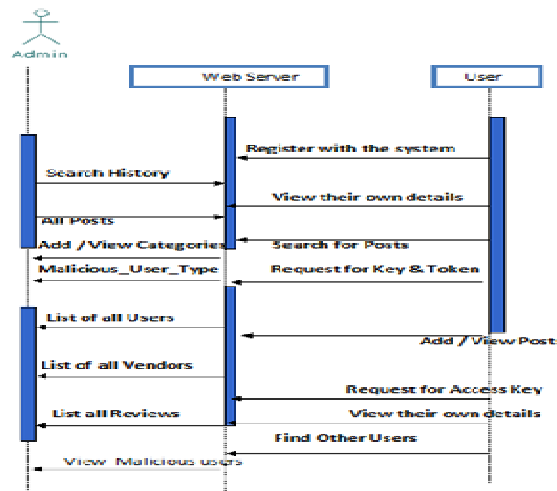 Admin
Web Server
User
Register with the system
Search History
View their own details
All Posts
Add / View Categories
Search for Posts
Malicious_User_Type
Request for Key & Token
List of all Users
Add / View Post
List of all Vendors
Request for Access Key
List all Reviews
View their own details
Find Other Users
View Malicious users